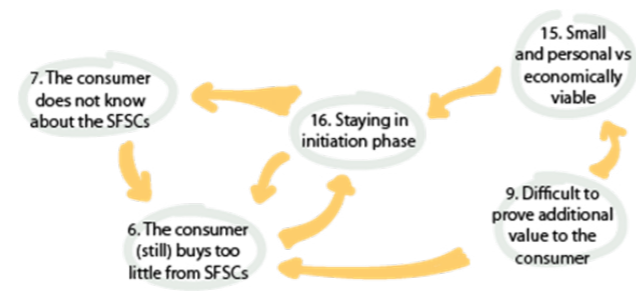 7. The consumer
does not know
about the SFSCs
16. Staying in
initiation phase
15. Small
and personal vs
economically
viable
6. The consumer
(still) buys too
little from SFSCs
9. Difficult to
prove additional
value to the
consumer